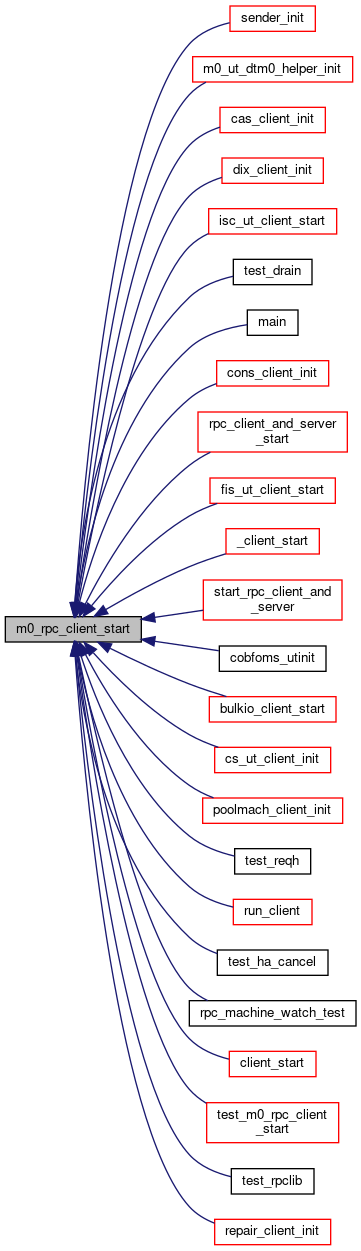 sender_init
m0_ut_dtm0_helper_init
cas_client_init
dix_client_init
isc_ut_client_start
test_drain
main
cons_client_init
rpc_client_and_server
_start
fis_ut_client_start
_client_start
start_rpc_client_and
_server
m0_rpc_client_start
cobfoms_utinit
bulkio_client_start
cs_ut_client_init
poolmach_client_init
test_reqh
run_client
test_ha_cancel
rpc_machine_watch_test
client_start
test_m0_rpc_client
_start
test_rpclib
repair_client_init